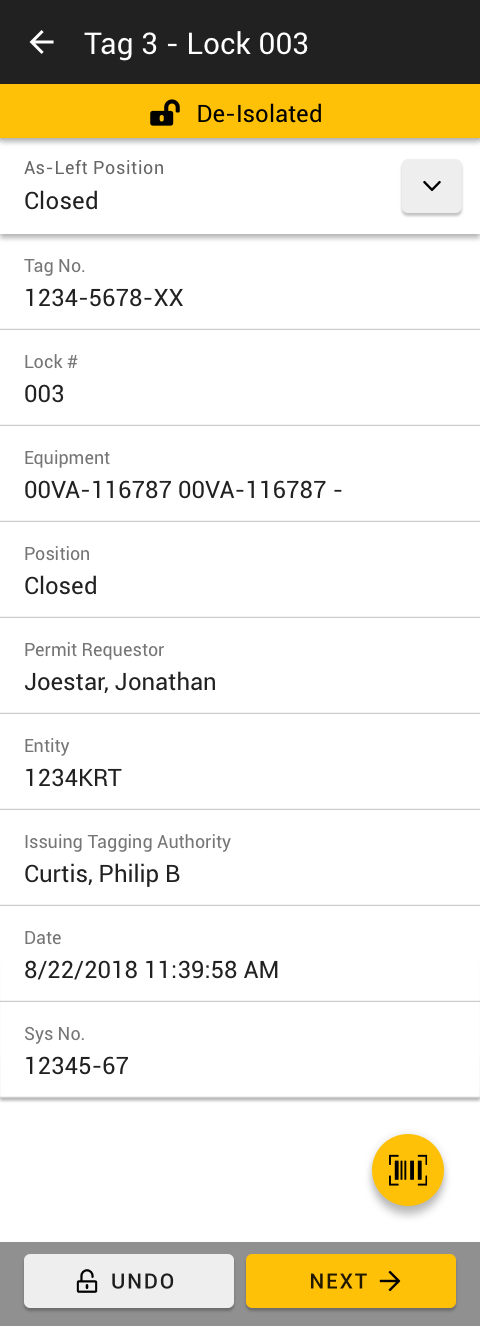 Tag 3 - Lock 003
De-Isolated
As-Left Position
Closed
Tag No.
1234-5678-XX
Lock #
003
Equipment
00VA-116787 00VA-116787 -
Position
Closed
Permit Requestor
Joestar, Jonathan
Entity
1234KRT
Issuing Tagging Authority
Curtis, Philip B
Date
8/22/2018 11:39:58 AM
Sys No.
12345-67
UNDO
NEXT